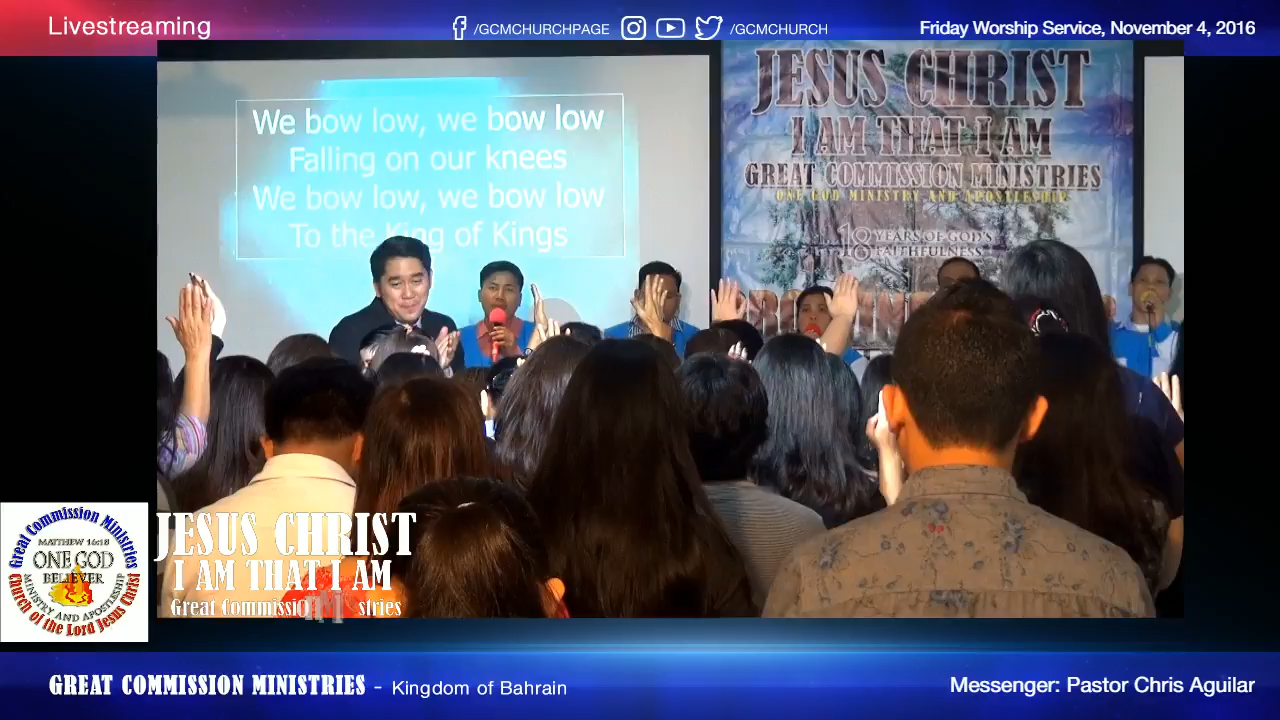 Livestreaming
/GCMCHURCHPAGE
/GCMCHURCH
Friday Worship Service, November 4, 2016
We bow low, we bow low
Falling on our knees
We bow low, we bow low
To the King of Kings
JESUS CHRIST
I AM THAT I AM
GREAT COMMISSION MINISTRIES
ONE GOD MINISTRY AND APOSTLESHIP
18 YEARS OF GOD'S
FAITHFULNESS
Great Commission Ministries
MATTHEW 16:18
ONE GOD
BELIEVER
MINISTRY AND APOSTLESHIP
Church of the Lord Jesus Christ
JESUS CHRIST
I AM THAT I AM
Great Commissio stries
GREAT COMMISSION MINISTRIES - Kingdom of Bahrain
Messenger: Pastor Chris Aguilar